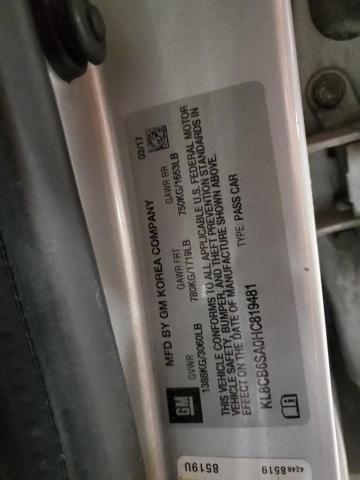 MFD BY GM KOREA COMPANY 03/17
GVWR GAWR FRT GAWR RR
1388KG/3060LB 780KG/1719LB 750KG/1653LB
THIS VEHICLE CONFORMS TO ALL APPLICABLE U.S. FEDERAL MOTOR
VEHICLE SAFETY, BUMPER, AND THEFT PREVENTION STANDARDS IN
EFFECT ON THE DATE OF MANUFACTURE SHOWN ABOVE.
KL8CB6SA0HC819481 TYPE: PASS CAR
GM
4248 8519
8519U